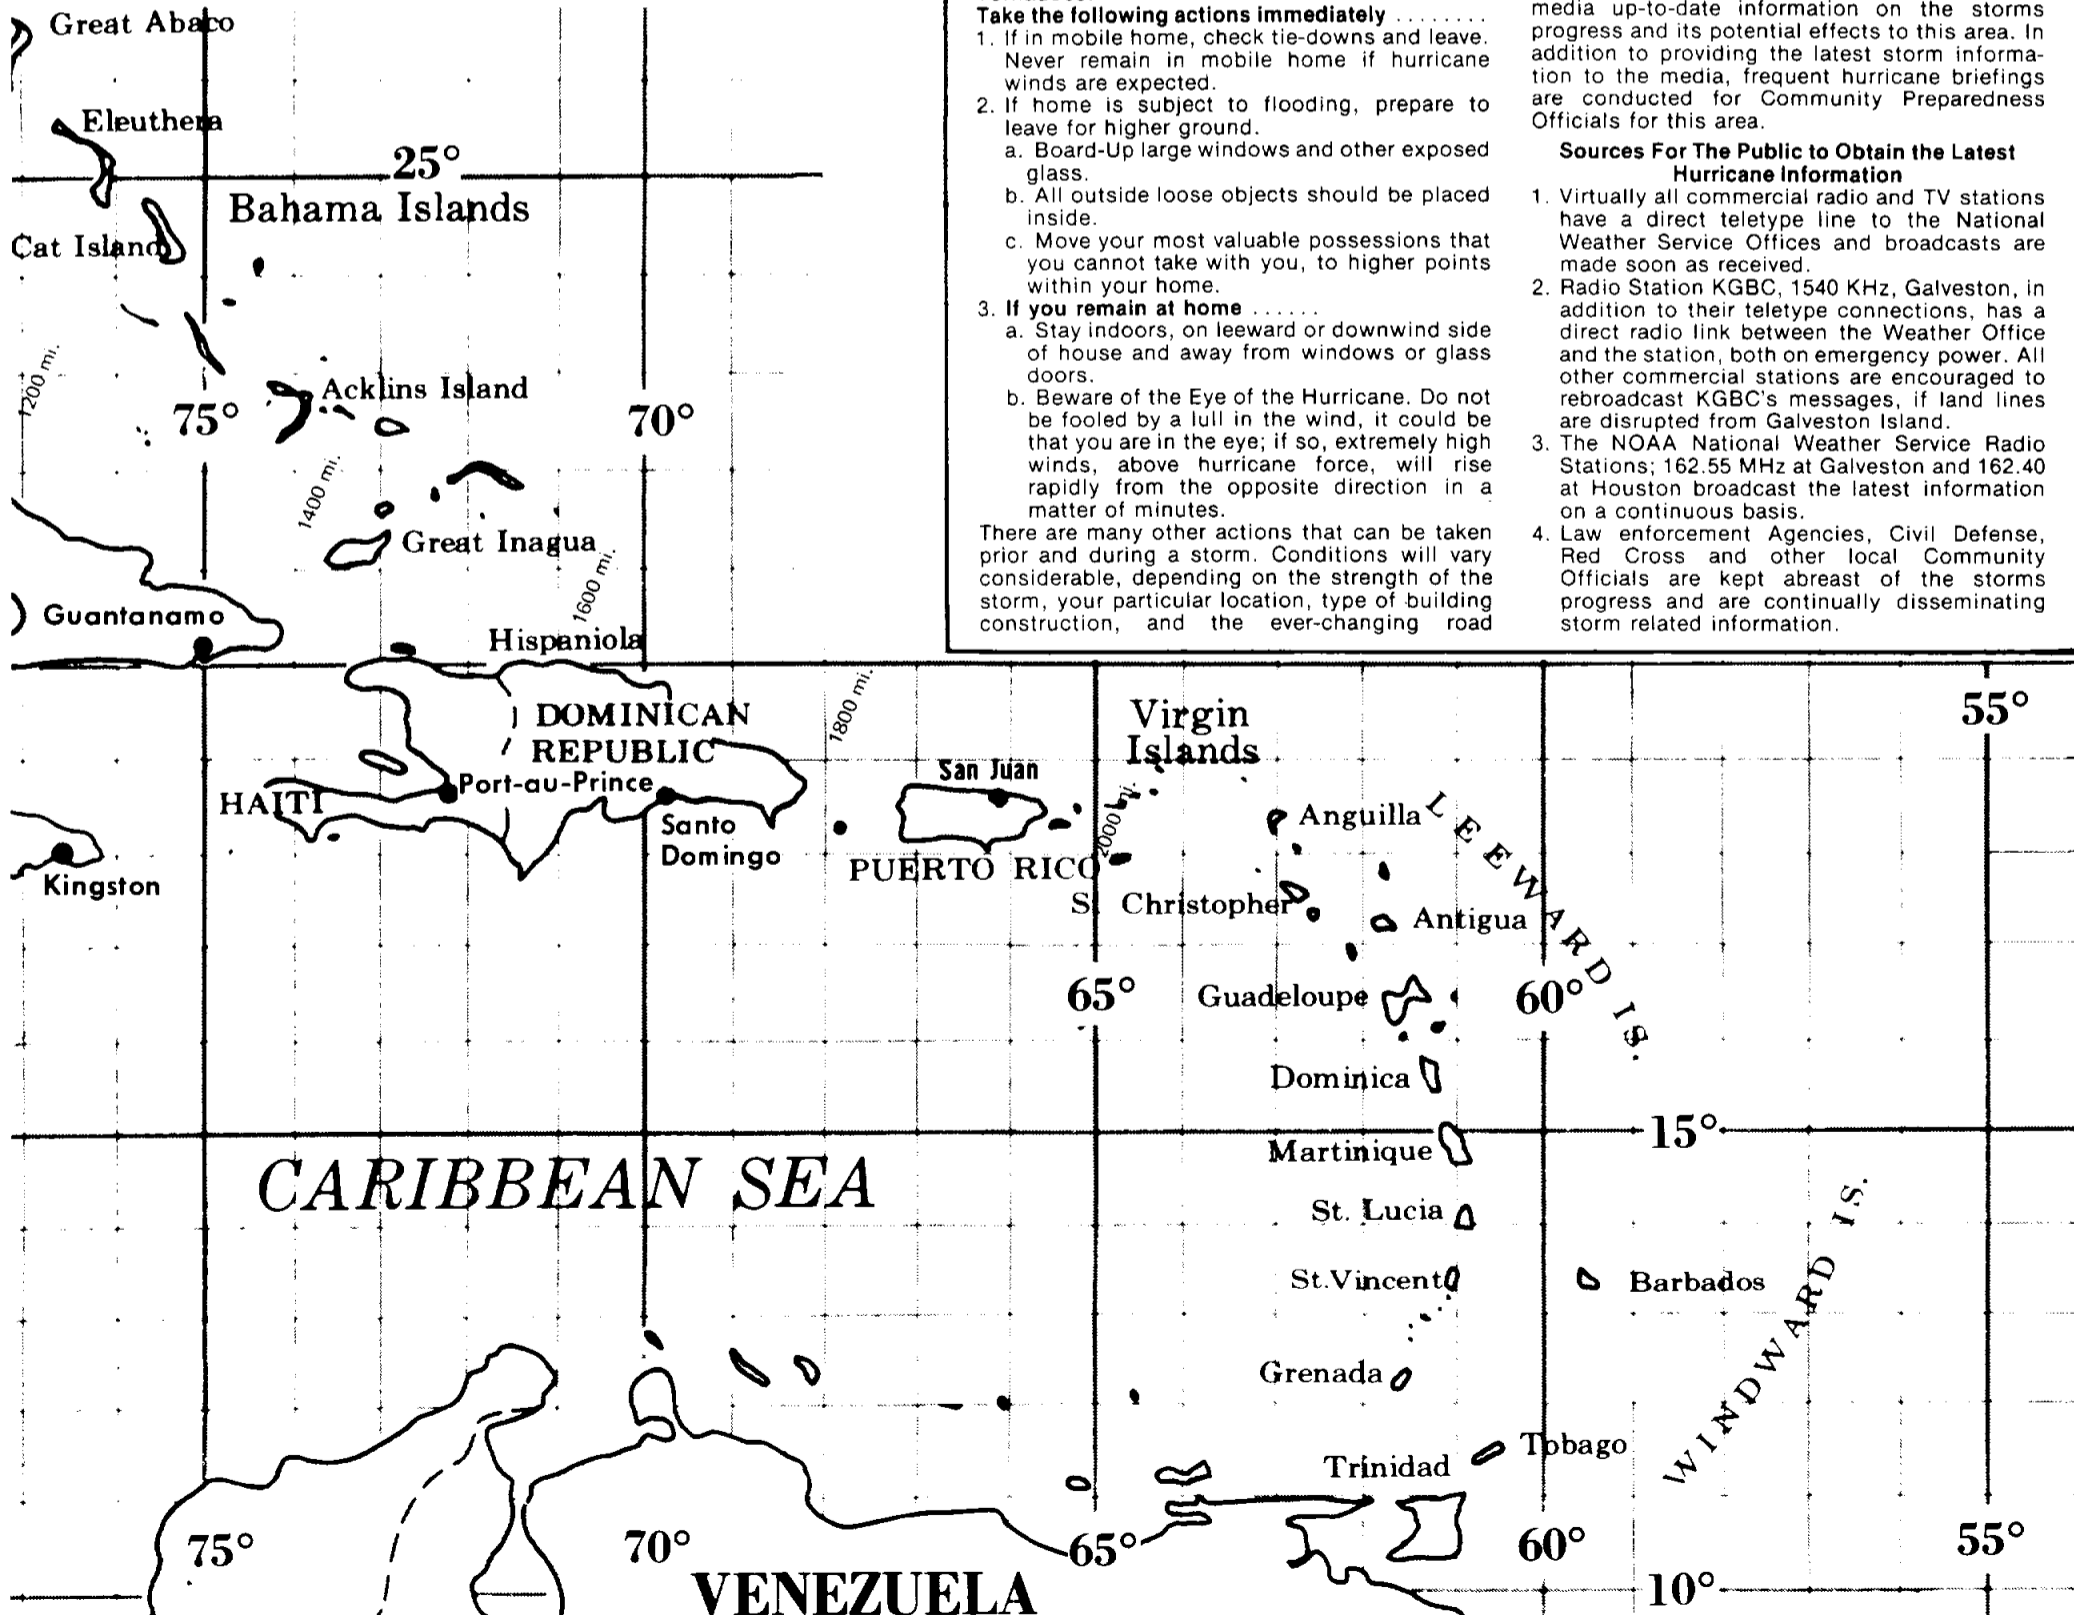 Great Abaco
Eleuthera
25°
Bahama Islands
Cat Island
1200 mi.
Acklins Island
75°
70°
1400 mi.
Great Inagua
1600 mi.
Guantanamo
Hispaniola
Take the following actions immediately ........
1. If in mobile home, check tie-downs and leave.
Never remain in mobile home if hurricane
winds are expected.
2. If home is subject to flooding, prepare to
leave for higher ground.
a. Board-Up large windows and other exposed
glass.
b. All outside loose objects should be placed
inside.
c. Move your most valuable possessions that
you cannot take with you, to higher points
within your home.
3. If you remain at home ......
a. Stay indoors, on leeward or downwind side
of house and away from windows or glass
doors.
b. Beware of the Eye of the Hurricane. Do not
be fooled by a lull in the wind, it could be
that you are in the eye; if so, extremely high
winds, above hurricane force, will rise
rapidly from the opposite direction in a
matter of minutes.
There are many other actions that can be taken
prior and during a storm. Conditions will vary
considerable, depending on the strength of the
storm, your particular location, type of building
construction, and the ever-changing road
media up-to-date information on the storms
progress and its potential effects to this area. In
addition to providing the latest storm informa-
tion to the media, frequent hurricane briefings
are conducted for Community Preparedness
Officials for this area.
Sources For The Public to Obtain the Latest
Hurricane Information
1. Virtually all commercial radio and TV stations
have a direct teletype line to the National
Weather Service Offices and broadcasts are
made soon as received.
2. Radio Station KGBC, 1540 KHz, Galveston, in
addition to their teletype connections, has a
direct radio link between the Weather Office
and the station, both on emergency power. All
other commercial stations are encouraged to
rebroadcast KGBC's messages, if land lines
are disrupted from Galveston Island.
3. The NOAA National Weather Service Radio
Stations; 162.55 MHz at Galveston and 162.40
at Houston broadcast the latest information
on a continuous basis.
4. Law enforcement Agencies, Civil Defense,
Red Cross and other local Community
Officials are kept abreast of the storms
progress and are continually disseminating
storm related information.
DOMINICAN
REPUBLIC
1800 mi.
Virgin
Islands
55°
HAITI
Port-au-Prince
San Juan
2000 mi.
Anguilla
LEEWARD IS.
Santo
Domingo
Kingston
PUERTO RICO
S. Christopher
Antigua
65°
Guadeloupe
60°
Dominica
15°
Martinique
CARIBBEAN SEA
St. Lucia
WINDWARD IS.
St.Vincent
Barbados
Grenada
Tobago
Trinidad
75°
70°
65°
60°
55°
VENEZUELA
10°